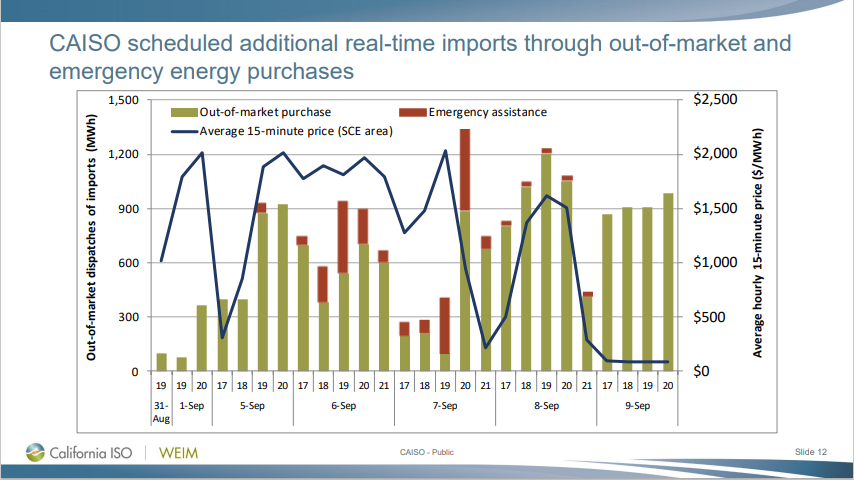 CAISO scheduled additional real-time imports through out-of-market and
emergency energy purchases
Out-of-market dispatches of imports (MWh)
1,500
1,200
900
600
300
0
Out-of-market purchase
Emergency assistance
Average 15-minute price (SCE area)
$2,500
$2,000
$1,500
$1,000
$500
$0
Average hourly 15-minute price ($/MWh)
19 19 20 17 18 19 20 17 18 19 20 21 17 18 19 20 21 17 18 19 20 21 17 18 19 20
31-Aug 1-Sep 5-Sep 6-Sep 7-Sep 8-Sep 9-Sep
California ISO WEIM
CAISO - Public
Slide 12